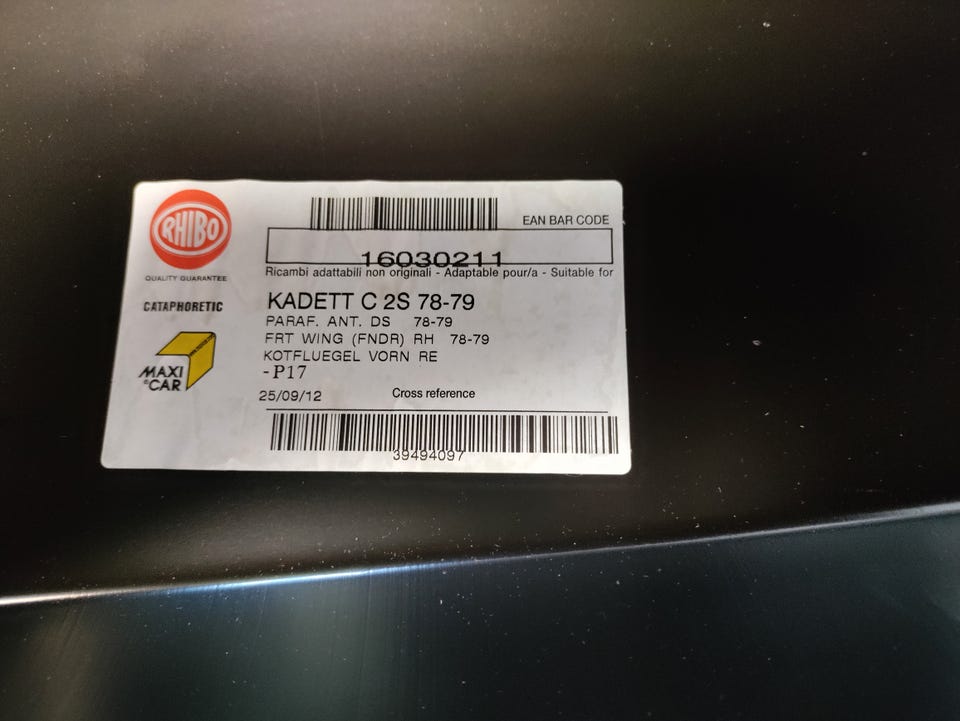 RHIBO
QUALITY GUARANTEE
CATAPHORETIC
MAXI
CAR
EAN BAR CODE
16030211
Ricambi adattabili non originali - Adaptable pour/a - Suitable for
KADETT C 2S 78-79
PARAF. ANT. DS 78-79
FRT WING (FNDR) RH 78-79
KOTFLUEGEL VORN RE
-P17
25/09/12
Cross reference
39494097